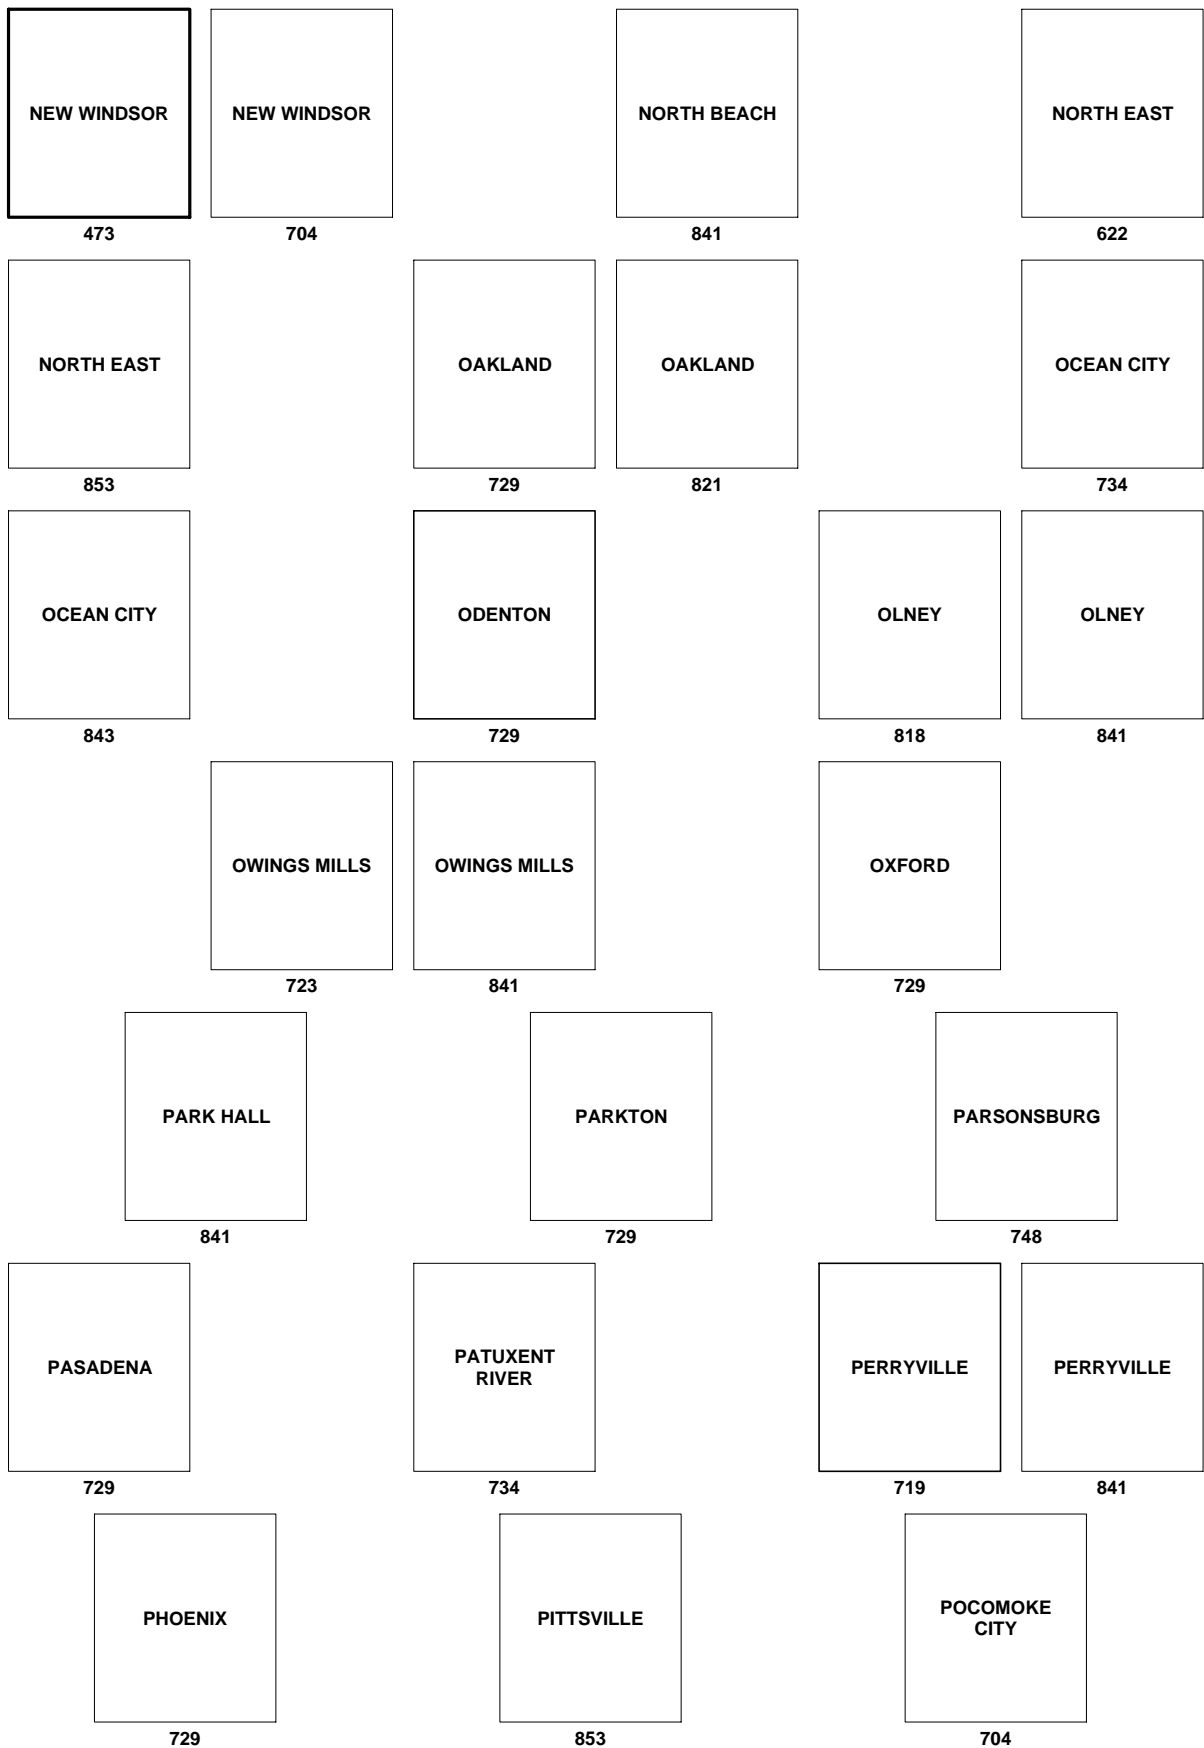 NEW WINDSOR NEW WINDSOR NORTH BEACH NORTH EAST
473 704 841 622
NORTH EAST OAKLAND OAKLAND OCEAN CITY
853 729 821 734
OCEAN CITY ODENTON OLNEY OLNEY
843 729 818 841
OWINGS MILLS OWINGS MILLS OXFORD
723 841 729
PARK HALL PARKTON PARSONSBURG
841 729 748
PASADENA PATUXENT RIVER PERRYVILLE PERRYVILLE
729 734 719 841
PHOENIX PITTSVILLE POCOMOKE CITY
729 853 704